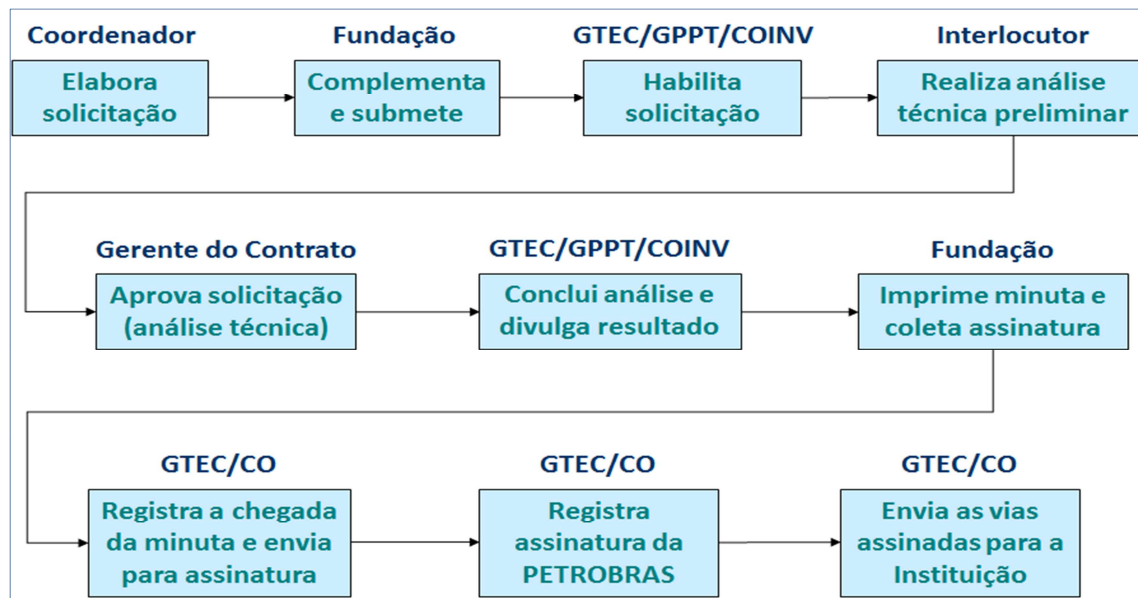 Coordenador
Fundação
GTEC/GPPT/COINV
Interlocutor
Elabora
solicitação
Complementa
e submete
Habilita
solicitação
Realiza análise
técnica preliminar
Gerente do Contrato
GTEC/GPPT/COINV
Fundação
Aprova solicitação
(análise técnica)
Conclui análise e
divulga resultado
Imprime minuta e
coleta assinatura
GTEC/CO
GTEC/CO
GTEC/CO
Registra a chegada
da minuta e envia
para assinatura
Registra
assinatura da
PETROBRAS
Envia as vias
assinadas para a
Instituição